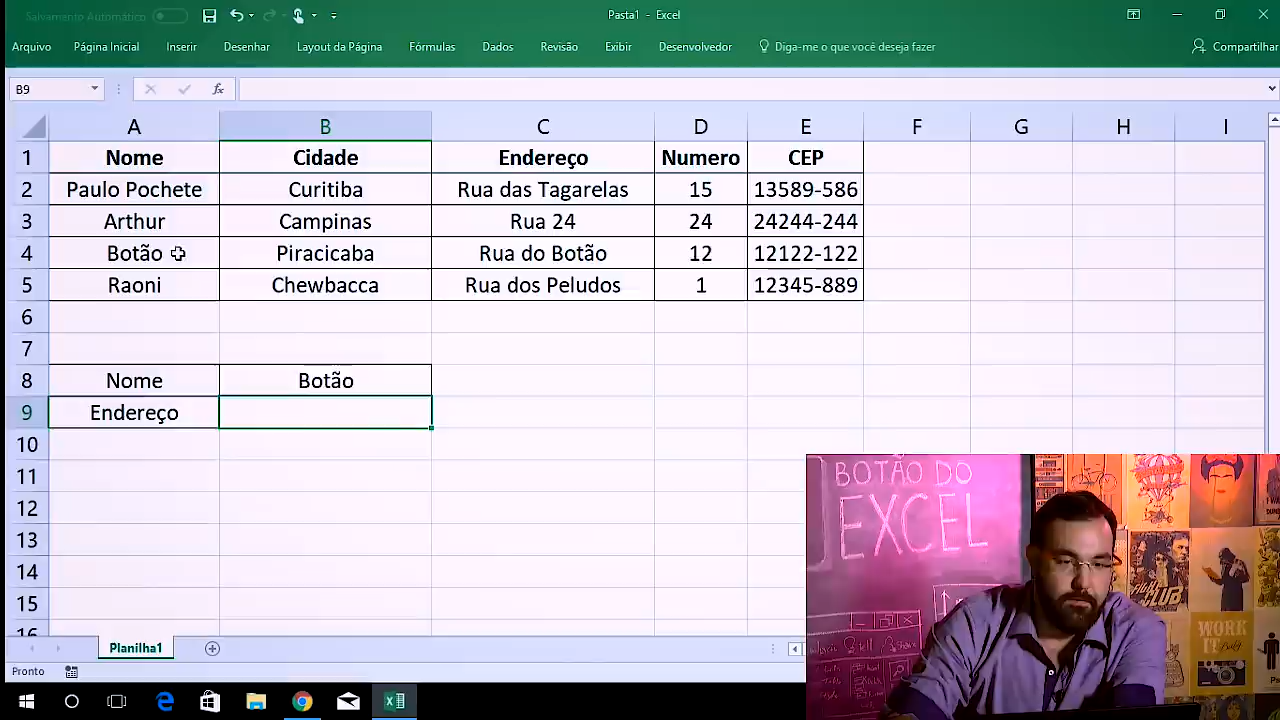 Salvamento Automático
Pasta1 - Excel
Arquivo Página Inicial Inserir Desenhar Layout da Página Fórmulas Dados Revisão Exibir Desenvolvedor Diga-me o que você deseja fazer Compartilhar
B9 fx
A B C D E F G H I
1 Nome Cidade Endereço Numero CEP
2 Paulo Pochete Curitiba Rua das Tagarelas 15 13589-586
3 Arthur Campinas Rua 24 24 24244-244
4 Botão Piracicaba Rua do Botão 12 12122-122
5 Raoni Chewbacca Rua dos Peludos 1 12345-889
6
7
8 Nome Botão
9 Endereço
10
11
12
13
14
15
16
BOTÃO DO
EXCEL
WORK
IT
Planilha1
Pronto